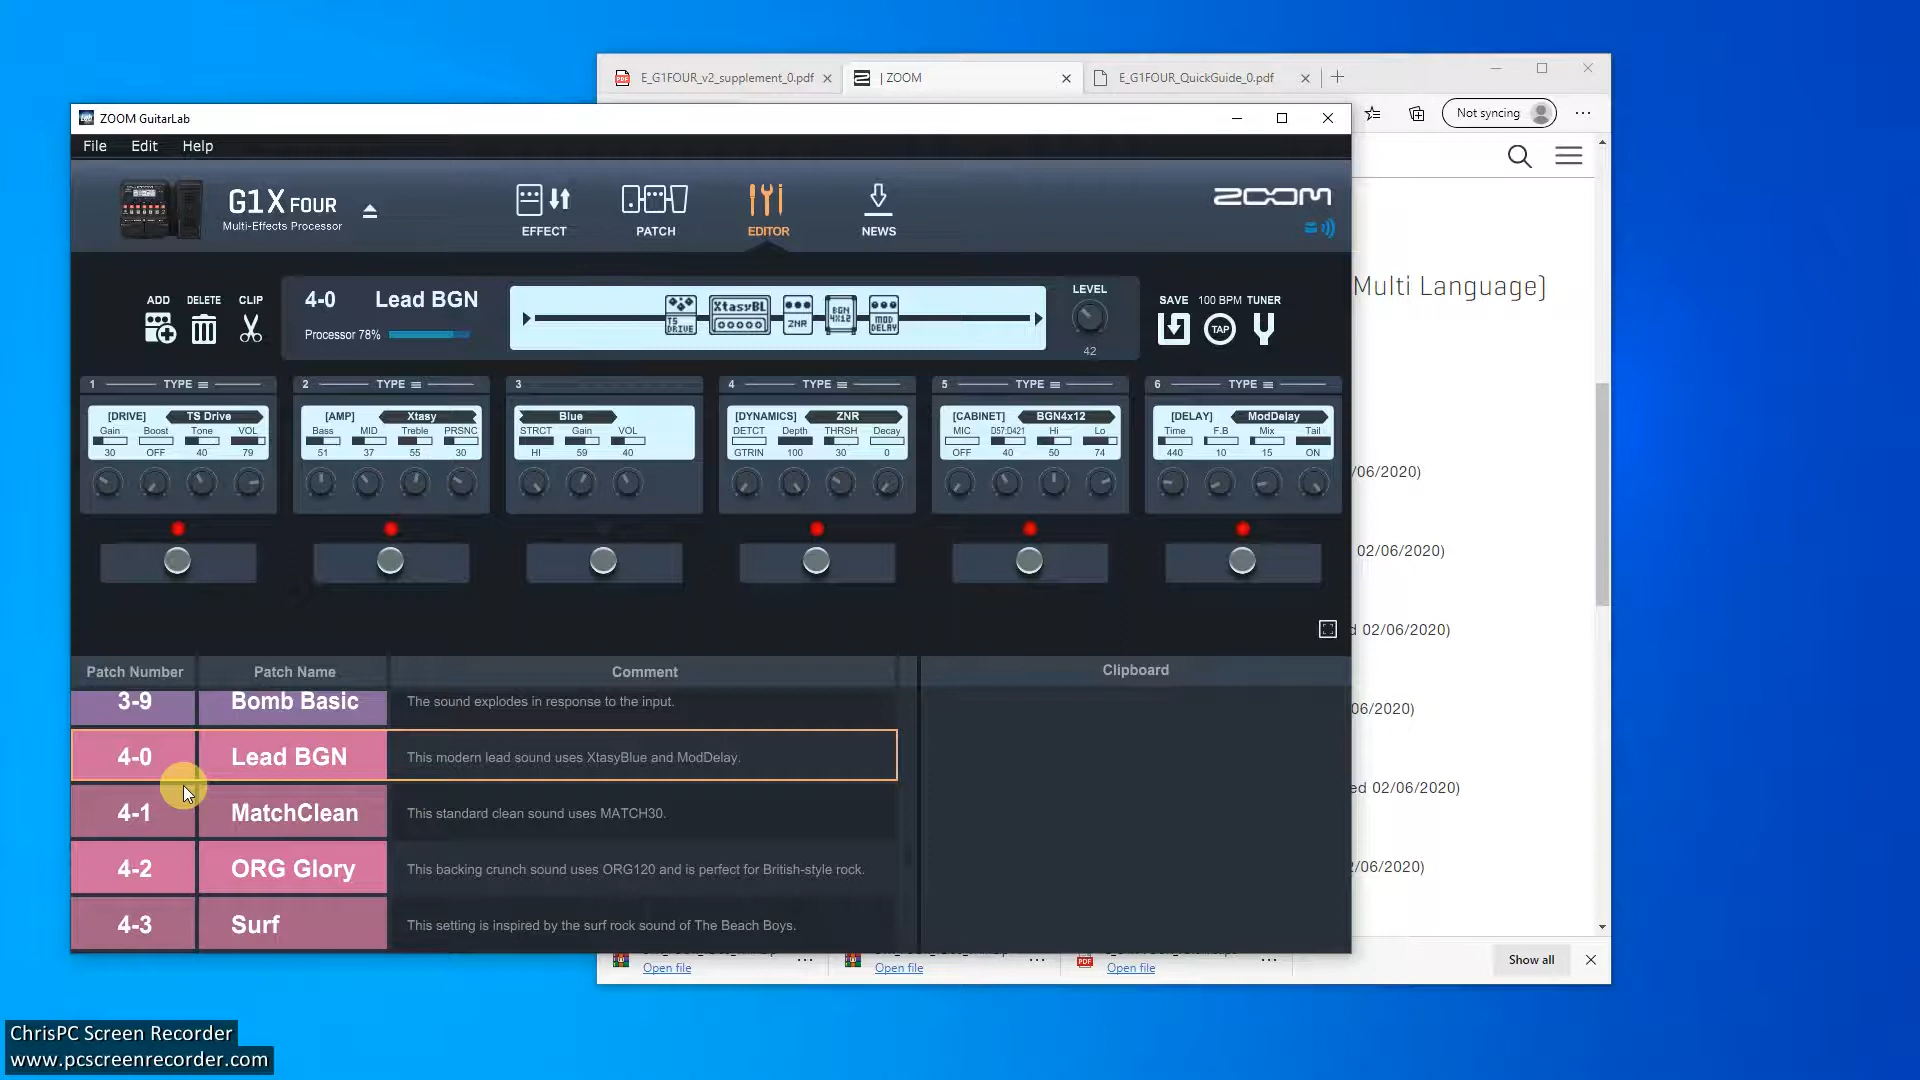 E_G1FOUR_v2_supplement_0.pdf
| ZOOM
E_G1FOUR_QuickGuide_0.pdf
Not syncing
ZOOM GuitarLab
File Edit Help
G1X FOUR
Multi-Effects Processor
EFFECT
PATCH
EDITOR
NEWS
ZOOM
Multi Language)
ADD DELETE CLIP
4-0 Lead BGN
Processor 78%
TS DRIVE
XtasyBL
ZNR
BGN 4X12
MOD DELAY
LEVEL
42
SAVE 100 BPM TUNER
TAP
1 TYPE
[DRIVE] TS Drive
Gain Boost Tone VOL
30 OFF 40 79
2 TYPE
[AMP] Xtasy
Bass MID Treble PRSNC
51 37 55 30
3
Blue
STRCT Gain VOL
HI 59 40
4 TYPE
[DYNAMICS] ZNR
DETCT Depth THRSH Decay
GTRIN 100 30 0
5 TYPE
[CABINET] BGN4x12
MIC D57:D421 Hi Lo
OFF 40 50 74
6 TYPE
[DELAY] ModDelay
Time F.B Mix Tail
440 10 15 ON
/06/2020)
02/06/2020)
d 02/06/2020)
06/2020)
ed 02/06/2020)
/06/2020)
Patch Number Patch Name Comment Clipboard
3-9 Bomb Basic The sound explodes in response to the input.
4-0 Lead BGN This modern lead sound uses XtasyBlue and ModDelay.
4-1 MatchClean This standard clean sound uses MATCH30.
4-2 ORG Glory This backing crunch sound uses ORG120 and is perfect for British-style rock.
4-3 Surf This setting is inspired by the surf rock sound of The Beach Boys.
Open file
Open file
Open file
Show all
ChrisPC Screen Recorder
www.pcscreenrecorder.com